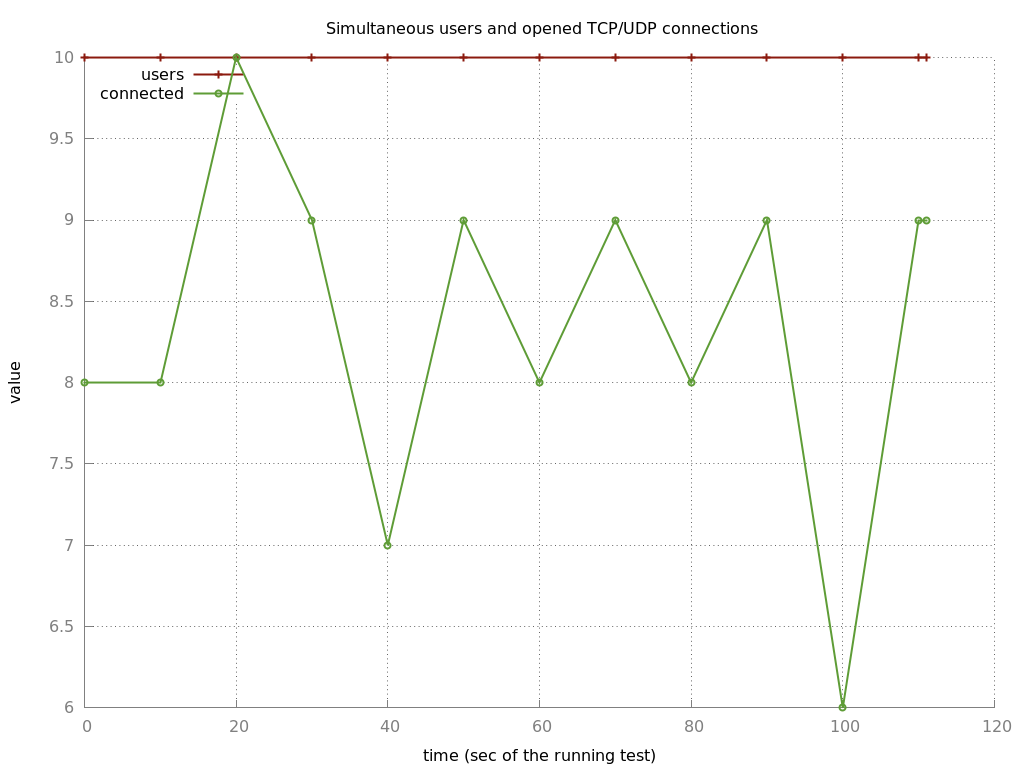 Simultaneous users and opened TCP/UDP connections
10
users
connected
9.5
9
8.5
8
value
7.5
7
6.5
6
0 20 40 60 80 100 120
time (sec of the running test)